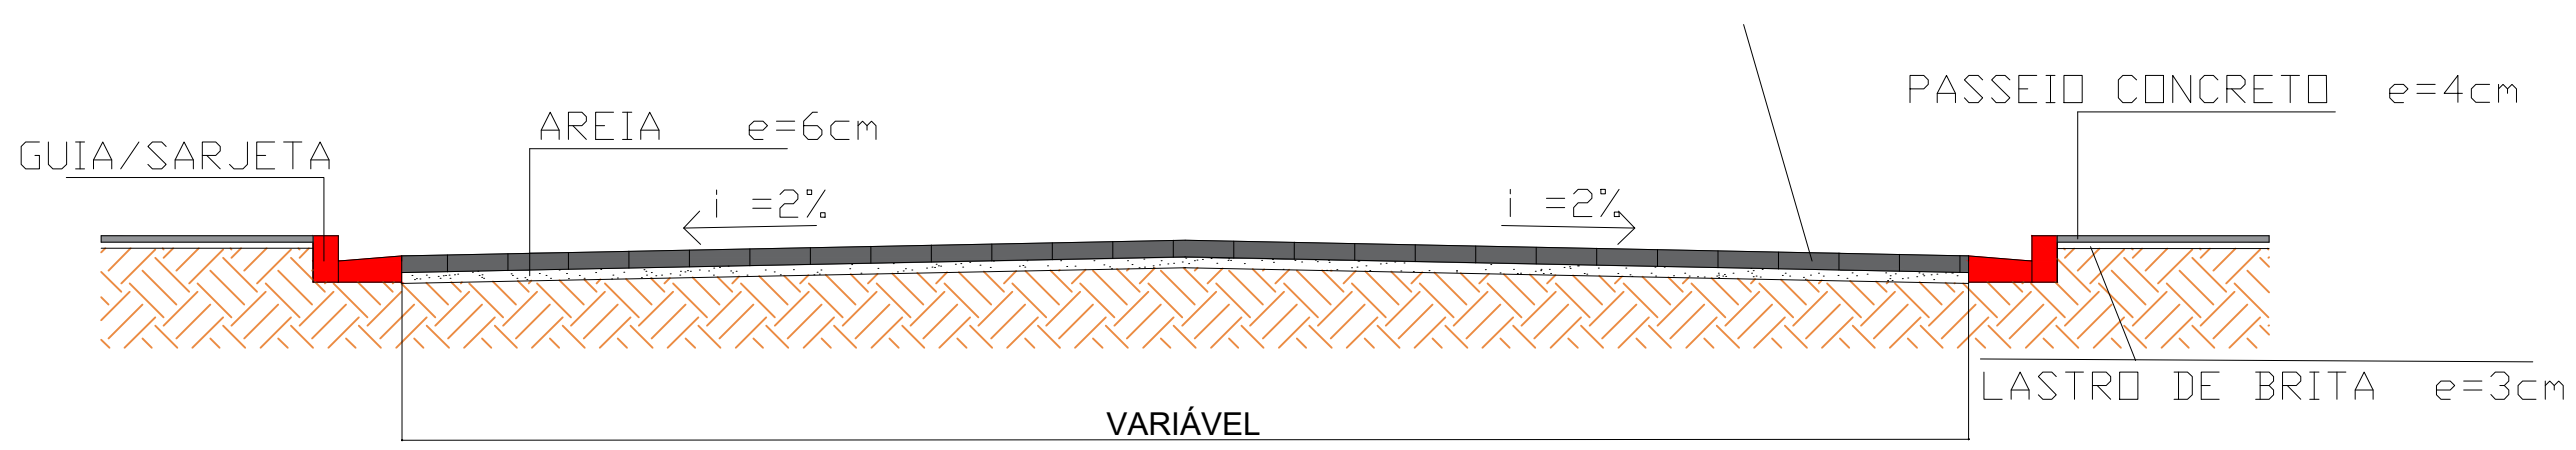 PASSEIO CONCRETO e=4cm
AREIA e=6cm
GUIA/SARJETA
i =2%
i =2%
LASTRO DE BRITA e=3cm
VARIÁVEL